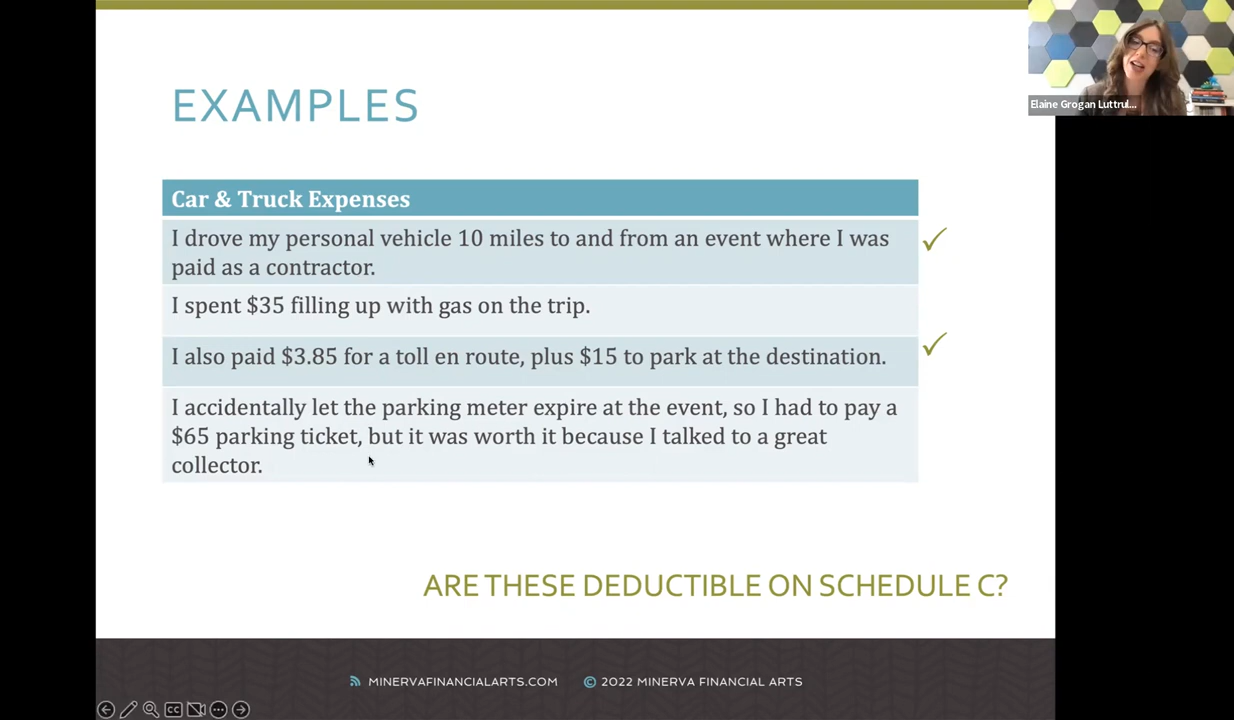 EXAMPLES
Elaine Grogan Luttrul...
Car & Truck Expenses
I drove my personal vehicle 10 miles to and from an event where I was
paid as a contractor.
I spent $35 filling up with gas on the trip.
I also paid $3.85 for a toll en route, plus $15 to park at the destination.
I accidentally let the parking meter expire at the event, so I had to pay a
$65 parking ticket, but it was worth it because I talked to a great
collector.
ARE THESE DEDUCTIBLE ON SCHEDULE C?
MINERVAFINANCIALARTS.COM © 2022 MINERVA FINANCIAL ARTS
CC